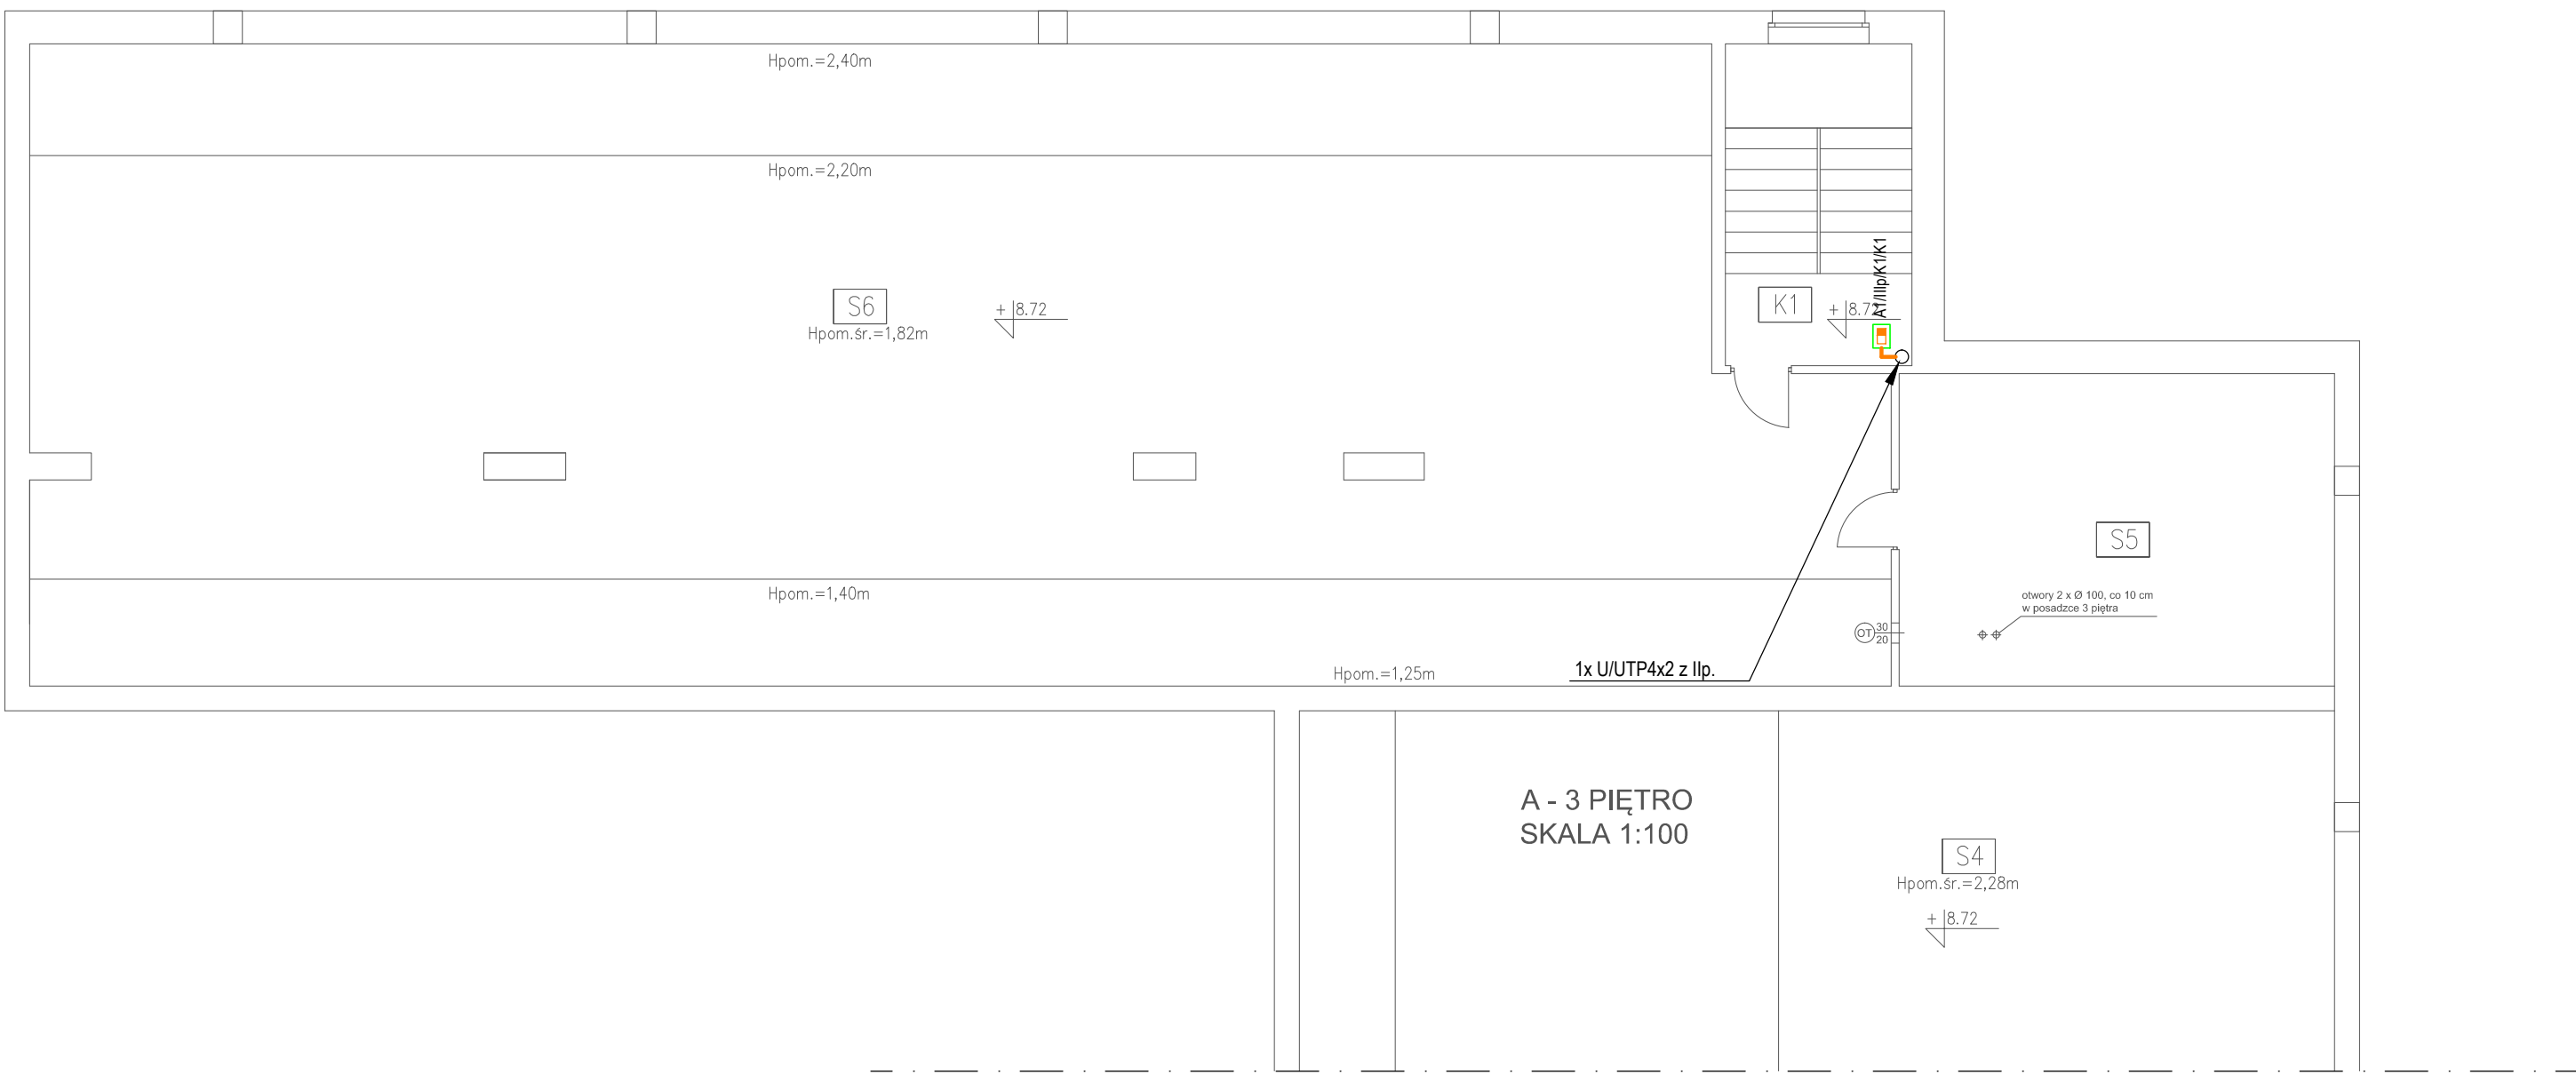 Hpom.=2,40m
Hpom.=2,20m
A1/IIIp/K1/K1
S6
Hpom.śr.=1,82m
+ 8.72
K1
+ 8.72
S5
Hpom.=1,40m
otwory 2 x Ø 100, co 10 cm
w posadzce 3 piętra
OT 30
20
Hpom.=1,25m
1x U/UTP4x2 z IIp.
A - 3 PIĘTRO
SKALA 1:100
S4
Hpom.śr.=2,28m
+ 8.72